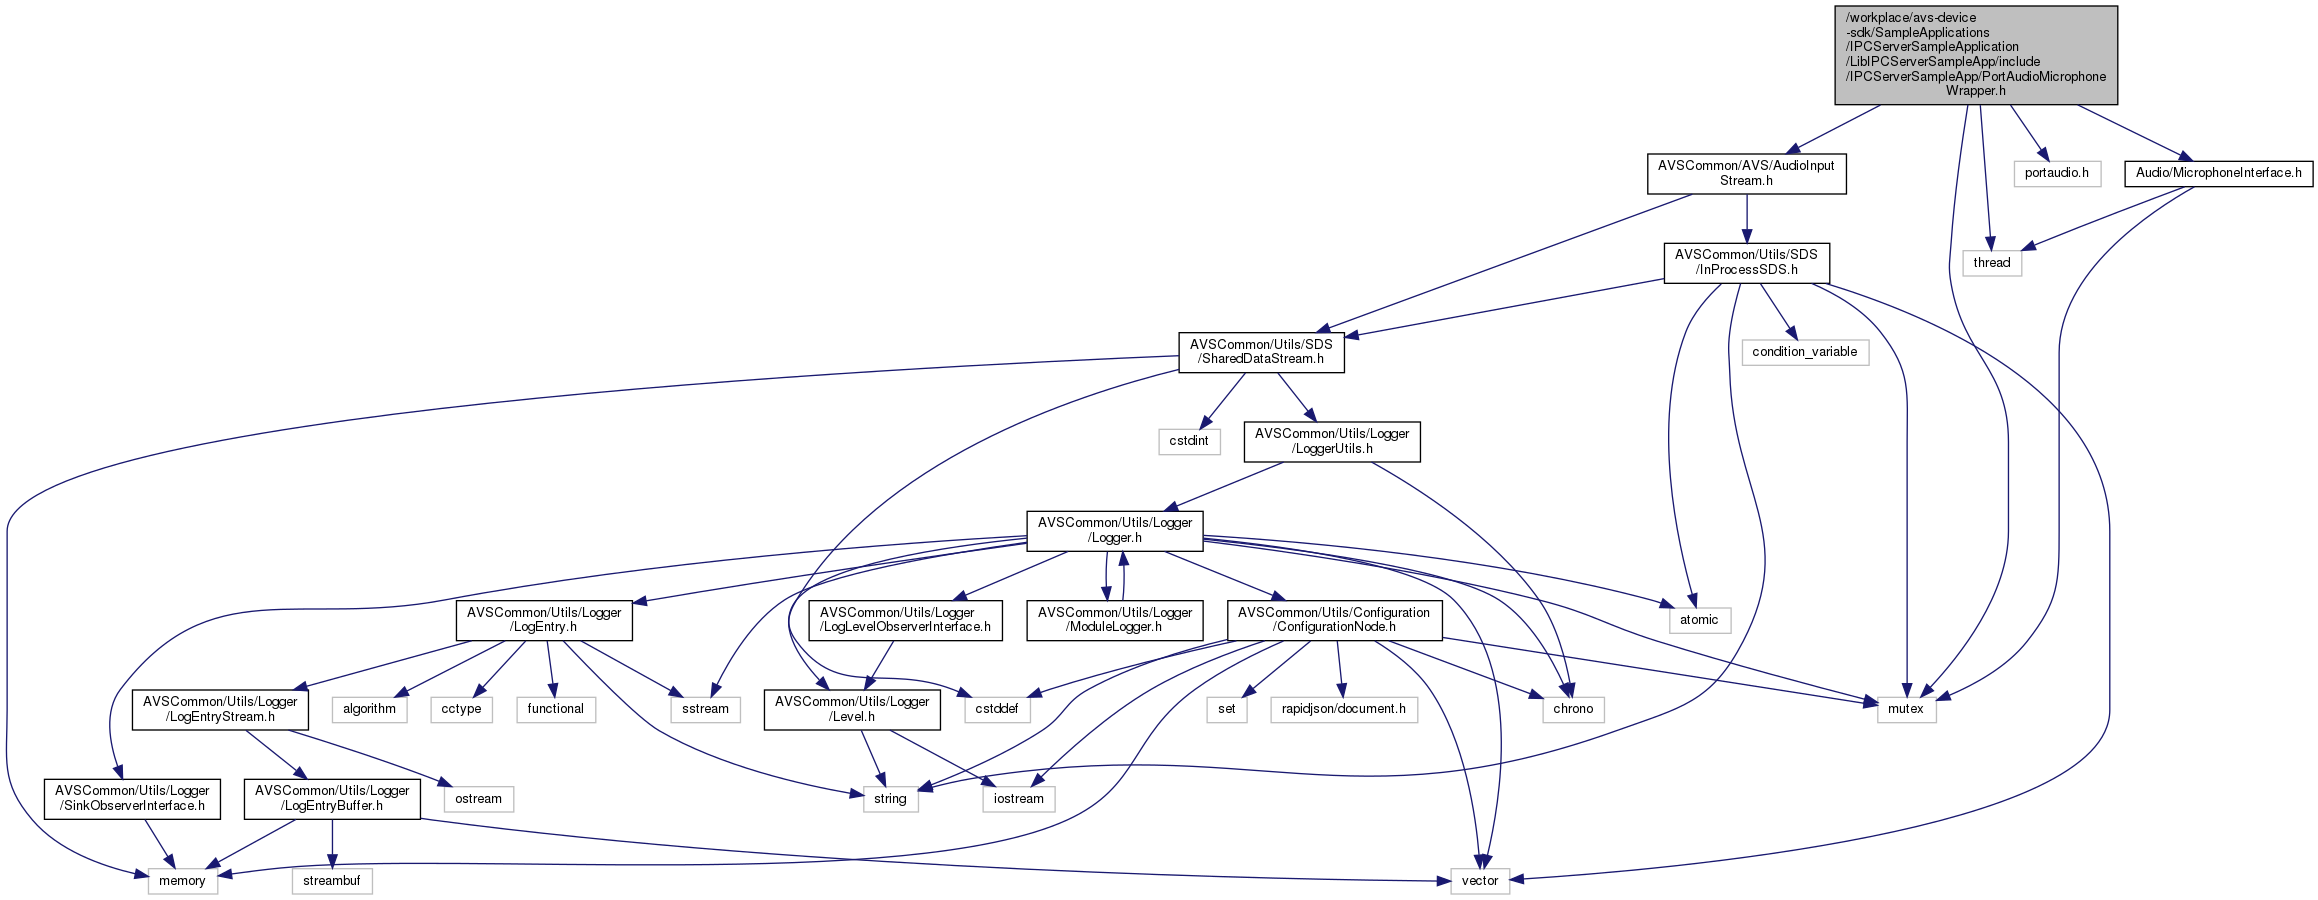 /workplace/avs-device
-sdk/SampleApplications
/IPCServerSampleApplication
/LibIPCServerSampleApp/include
/IPCServerSampleApp/PortAudioMicrophone
Wrapper.h
AVSCommon/AVS/AudioInput
Stream.h
portaudio.h
Audio/MicrophoneInterface.h
AVSCommon/Utils/SDS
/InProcessSDS.h
thread
AVSCommon/Utils/SDS
/SharedDataStream.h
condition_variable
cstdint
AVSCommon/Utils/Logger
/LoggerUtils.h
AVSCommon/Utils/Logger
/Logger.h
AVSCommon/Utils/Logger
/LogEntry.h
AVSCommon/Utils/Logger
/LogLevelObserverInterface.h
AVSCommon/Utils/Logger
/ModuleLogger.h
AVSCommon/Utils/Configuration
/ConfigurationNode.h
atomic
AVSCommon/Utils/Logger
/LogEntryStream.h
algorithm
cctype
functional
sstream
AVSCommon/Utils/Logger
/Level.h
cstddef
set
rapidjson/document.h
chrono
mutex
AVSCommon/Utils/Logger
/SinkObserverInterface.h
AVSCommon/Utils/Logger
/LogEntryBuffer.h
ostream
string
iostream
memory
streambuf
vector